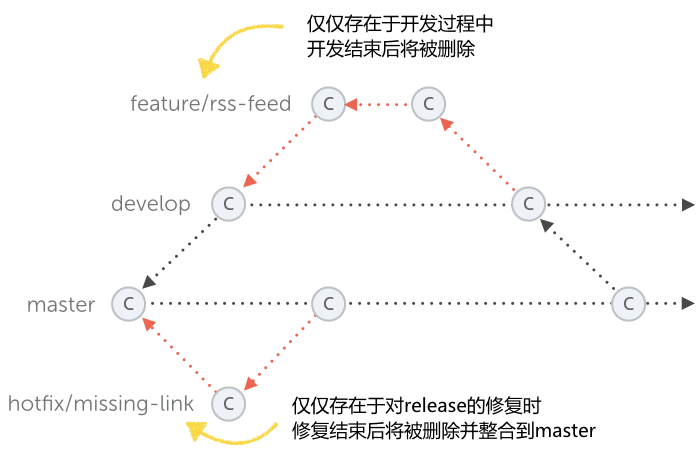 仅仅存在于开发过程中
开发结束后将被删除
feature/rss-feed
C
C
develop
C
C
master
C
C
C
hotfix/missing-link
C
仅仅存在于对release的修复时
修复结束后将被删除并整合到master